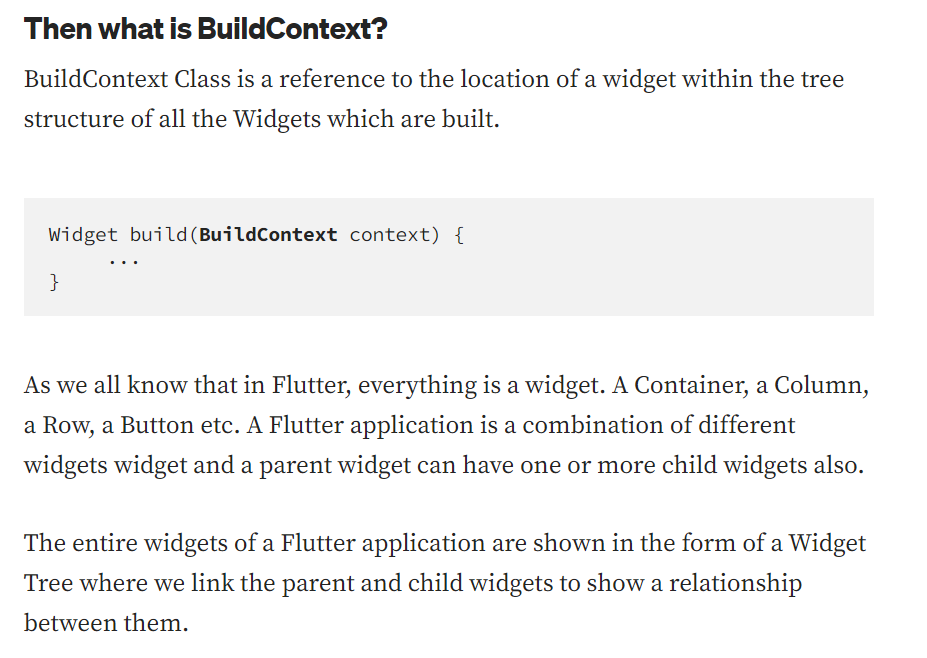 Then what is BuildContext?
BuildContext Class is a reference to the location of a widget within the tree
structure of all the Widgets which are built.
Widget build(BuildContext context) {
...
}
As we all know that in Flutter, everything is a widget. A Container, a Column,
a Row, a Button etc. A Flutter application is a combination of different
widgets widget and a parent widget can have one or more child widgets also.
The entire widgets of a Flutter application are shown in the form of a Widget
Tree where we link the parent and child widgets to show a relationship
between them.